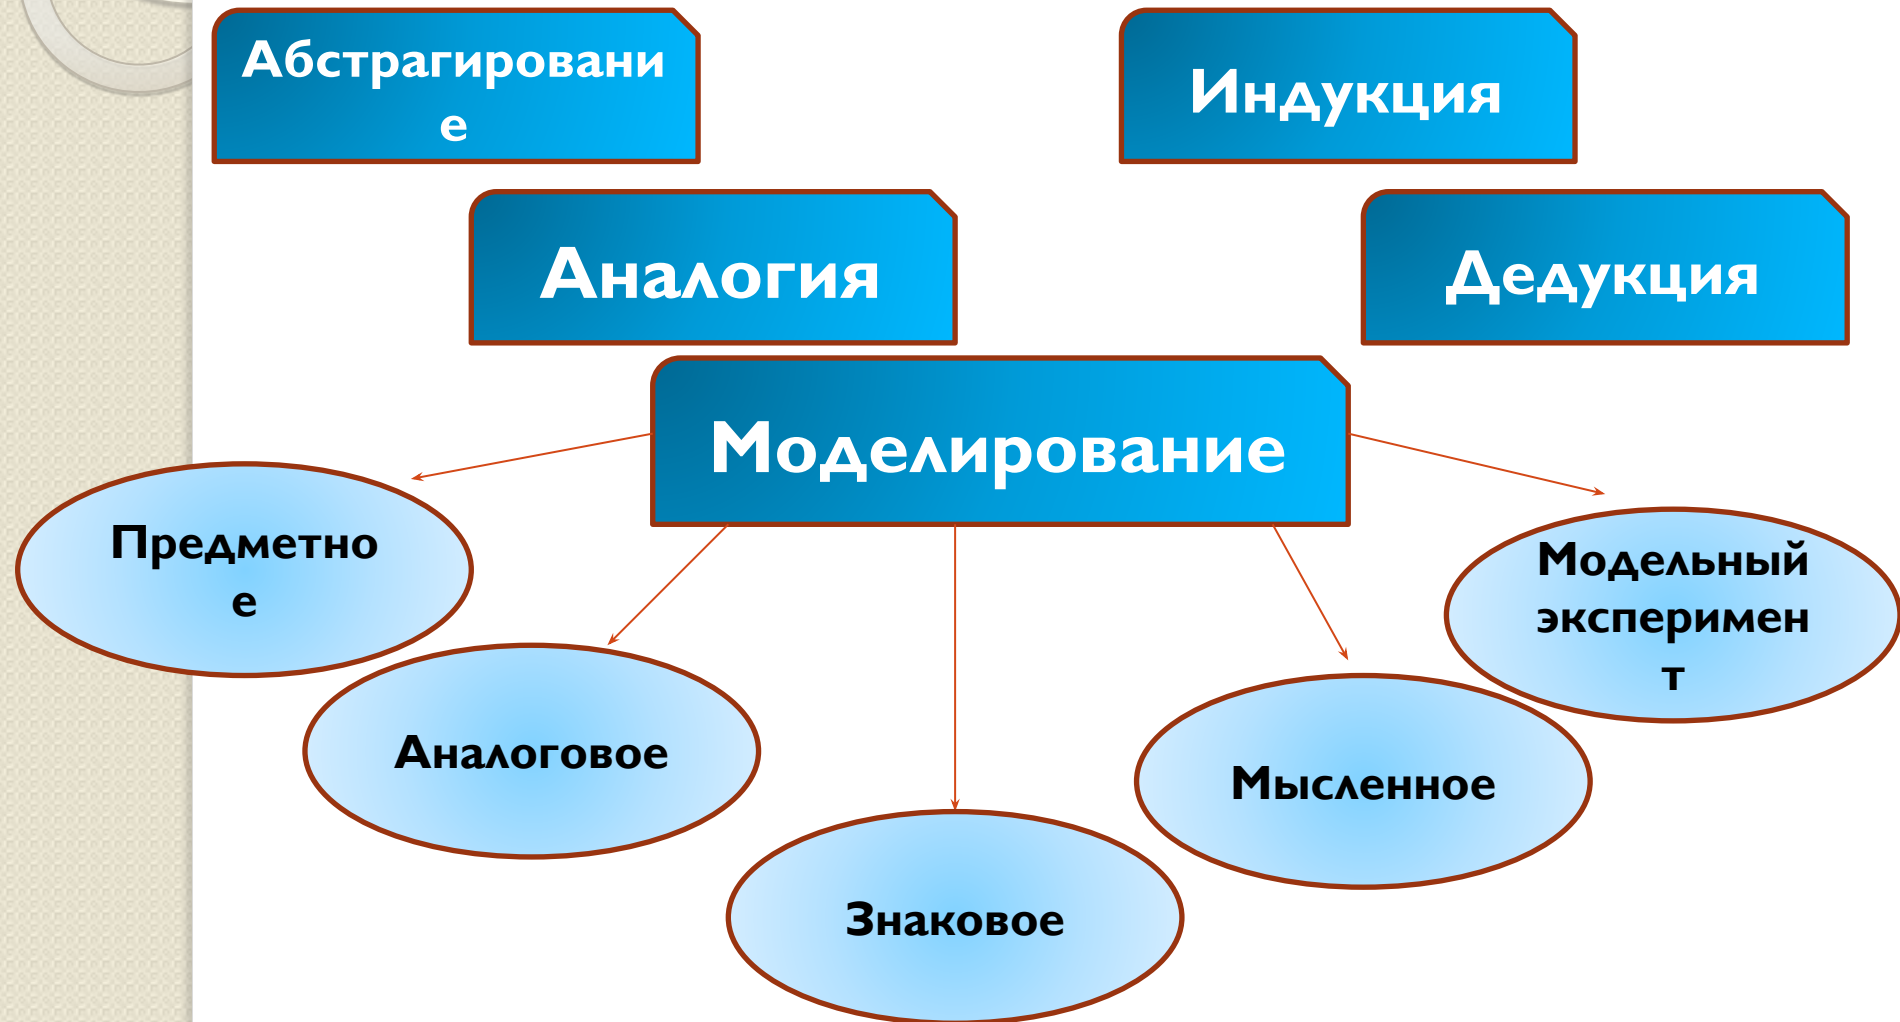 Абстрагировани
е
Индукция
Аналогия
Дедукция
Моделирование
Предметно
е
Модельный
эксперимен
т
Аналоговое
Мысленное
Знаковое